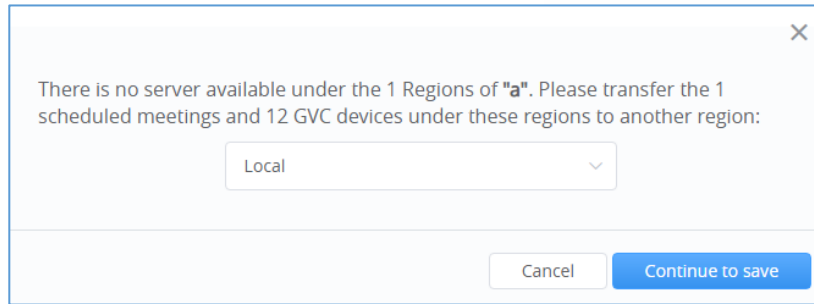 There is no server available under the 1 Regions of "a". Please transfer the 1
scheduled meetings and 12 GVC devices under these regions to another region:
Local
Cancel
Continue to save